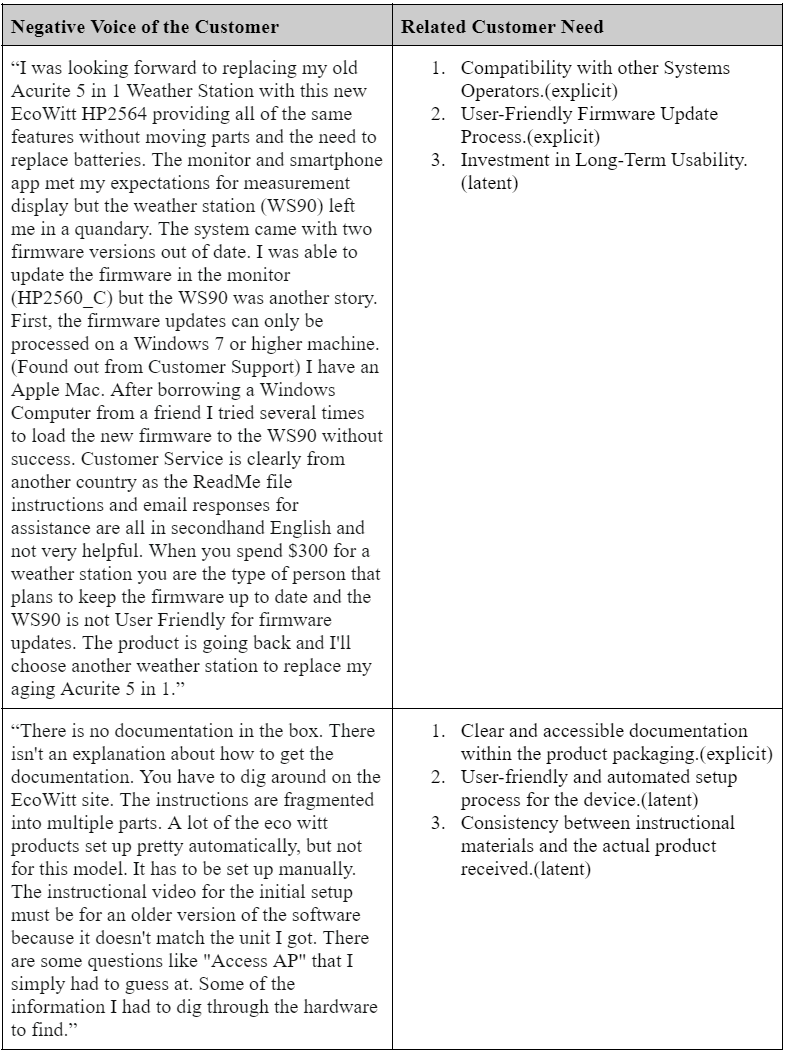 Negative Voice of the Customer
Related Customer Need
“I was looking forward to replacing my old
Acurite 5 in 1 Weather Station with this new
EcoWitt HP2564 providing all of the same
features without moving parts and the need to
replace batteries. The monitor and smartphone
app met my expectations for measurement
display but the weather station (WS90) left
me in a quandary. The system came with two
firmware versions out of date. I was able to
update the firmware in the monitor
(HP2560_C) but the WS90 was another story.
First, the firmware updates can only be
processed on a Windows 7 or higher machine.
(Found out from Customer Support) I have an
Apple Mac. After borrowing a Windows
Computer from a friend I tried several times
to load the new firmware to the WS90 without
success. Customer Service is clearly from
another country as the ReadMe file
instructions and email responses for
assistance are all in secondhand English and
not very helpful. When you spend $300 for a
weather station you are the type of person that
plans to keep the firmware up to date and the
WS90 is not User Friendly for firmware
updates. The product is going back and I'll
choose another weather station to replace my
aging Acurite 5 in 1.”
1. Compatibility with other Systems
Operators.(explicit)
2. User-Friendly Firmware Update
Process.(explicit)
3. Investment in Long-Term Usability.
(latent)
“There is no documentation in the box. There
isn't an explanation about how to get the
documentation. You have to dig around on the
EcoWitt site. The instructions are fragmented
into multiple parts. A lot of the eco witt
products set up pretty automatically, but not
for this model. It has to be set up manually.
The instructional video for the initial setup
must be for an older version of the software
because it doesn't match the unit I got. There
are some questions like "Access AP" that I
simply had to guess at. Some of the
information I had to dig through the hardware
to find.”
1. Clear and accessible documentation
within the product packaging.(explicit)
2. User-friendly and automated setup
process for the device.(latent)
3. Consistency between instructional
materials and the actual product
received.(latent)